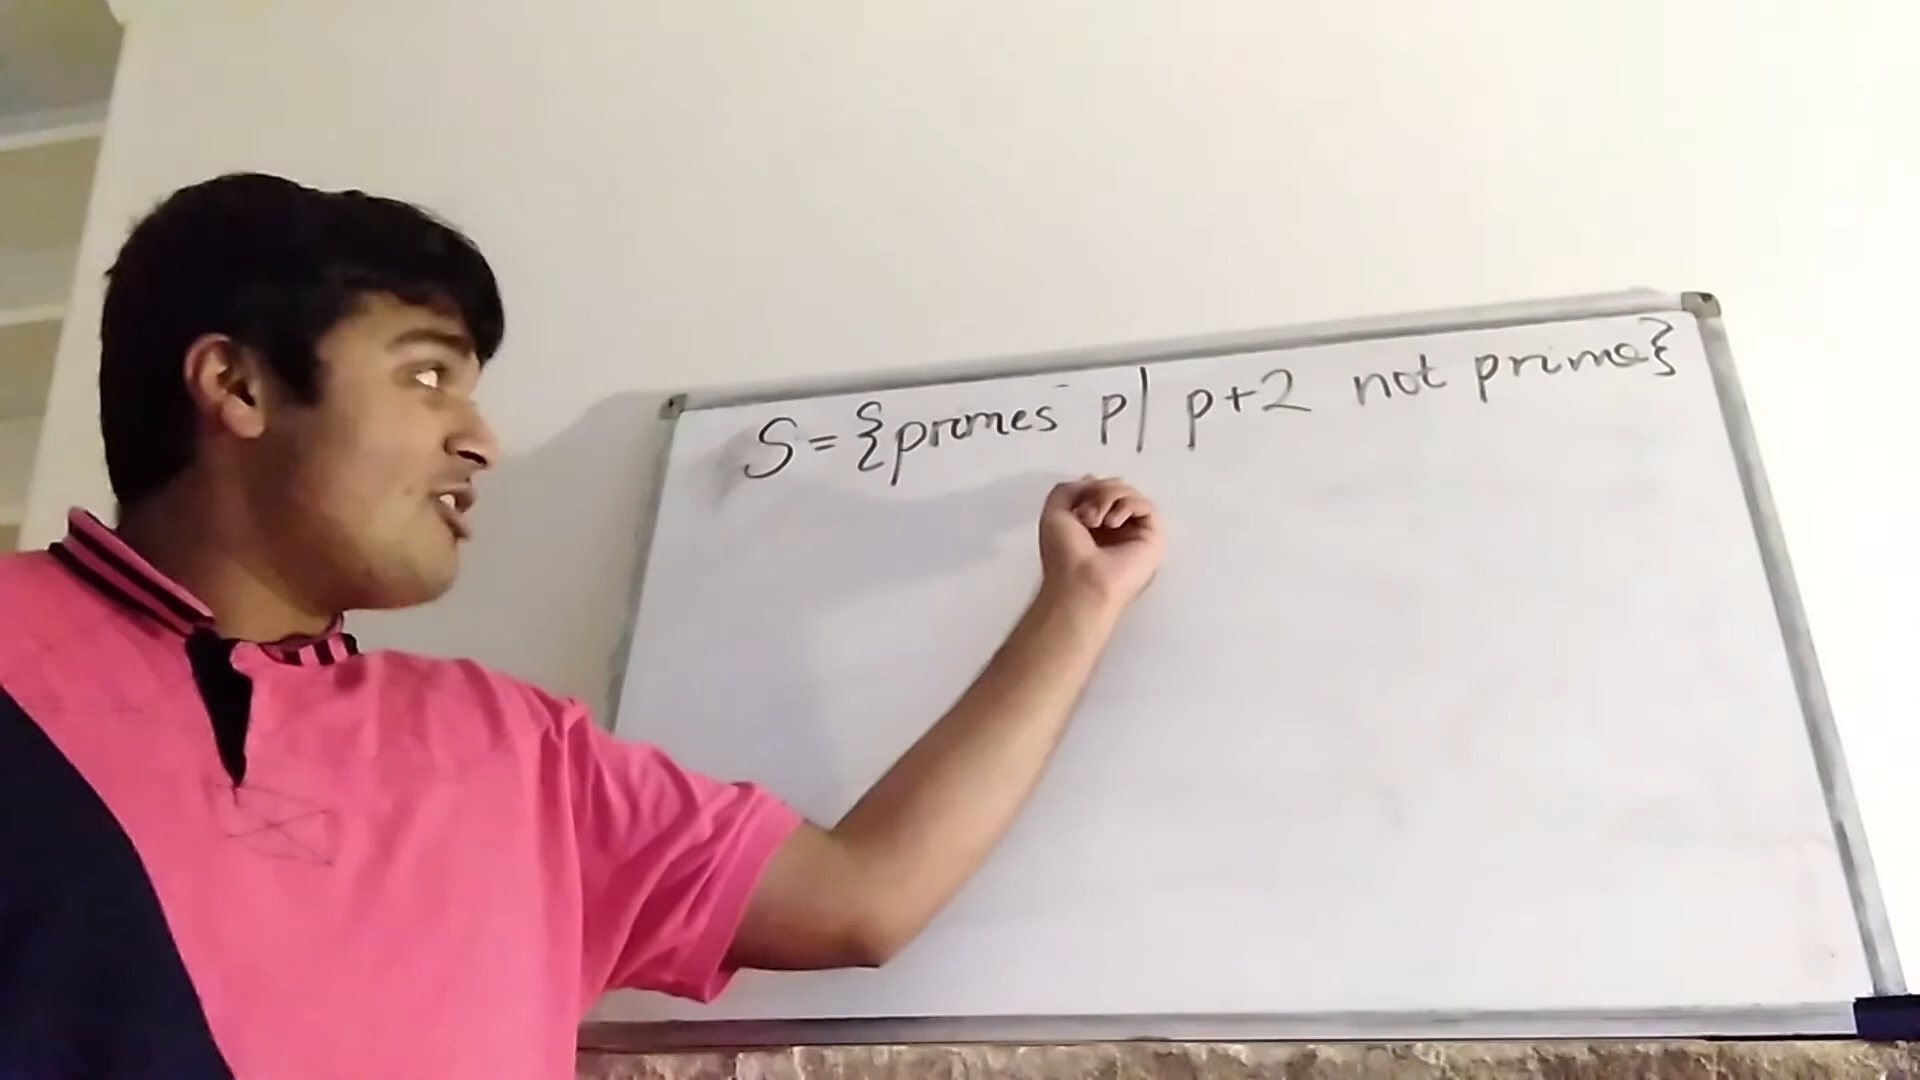 S = {primes p | p+2 not prime}